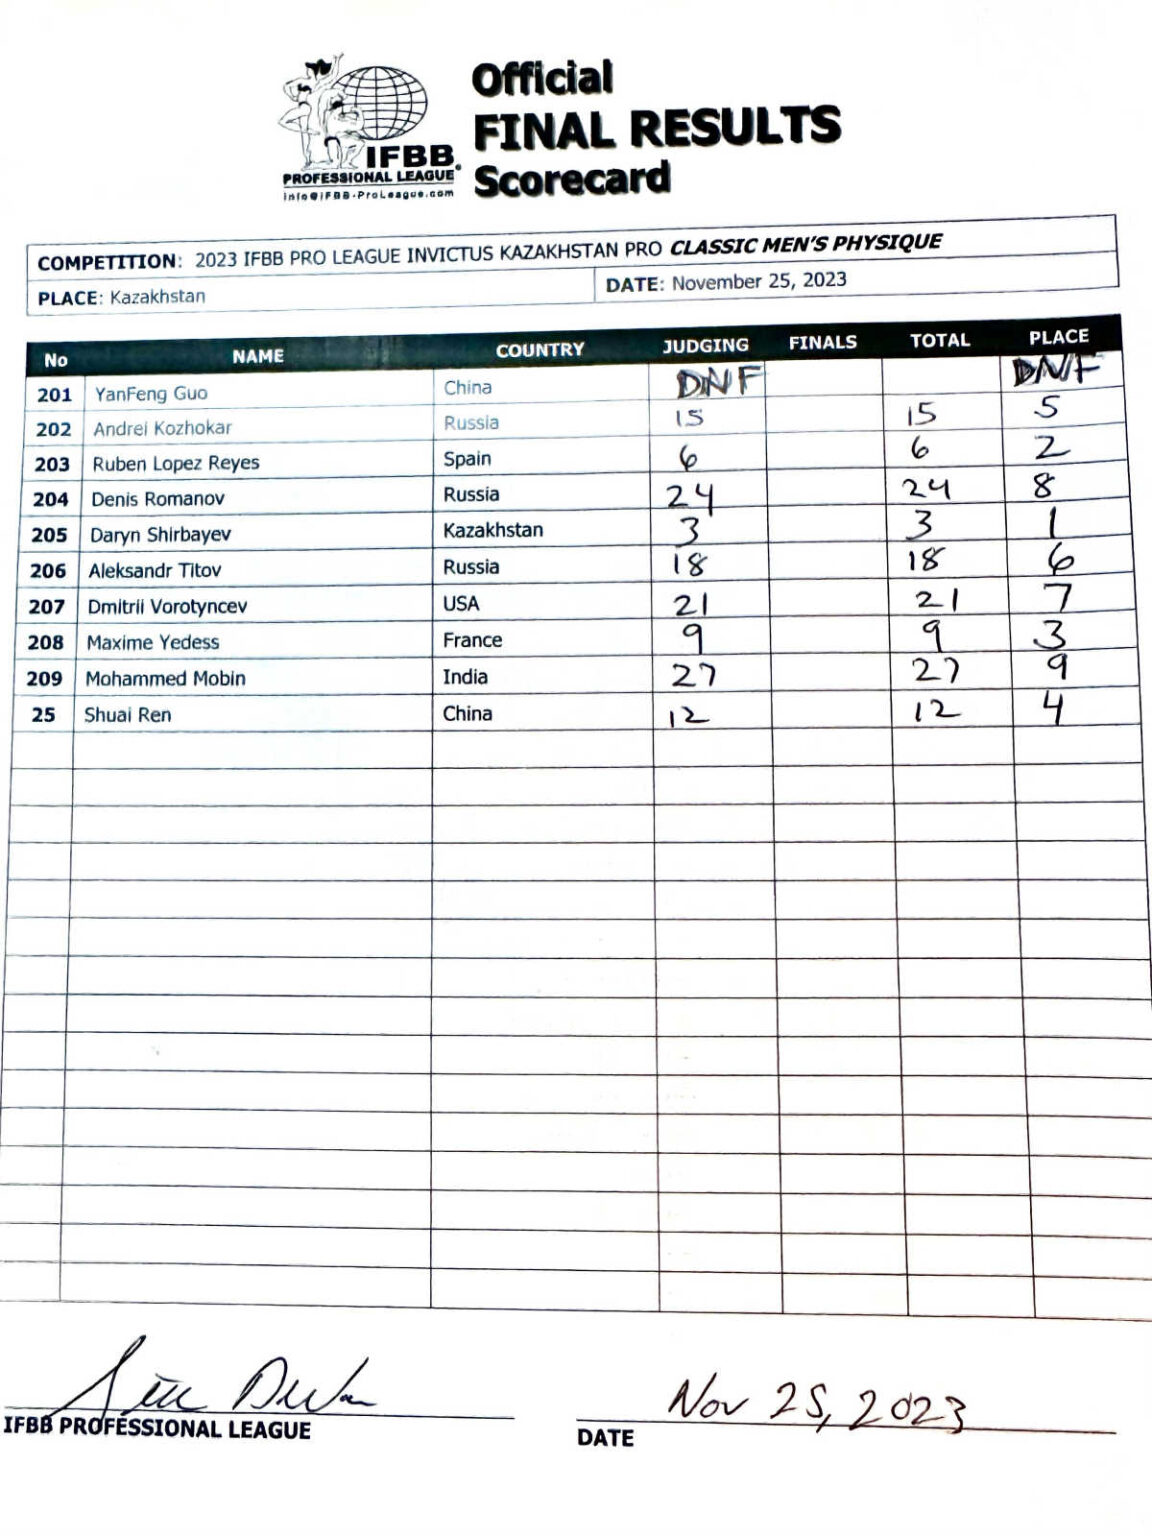 Official
FINAL RESULTS
Scorecard
IFBB
PROFESSIONAL LEAGUE®
info@IFBB-ProLeague.com
COMPETITION: 2023 IFBB PRO LEAGUE INVICTUS KAZAKHSTAN PRO CLASSIC MEN'S PHYSIQUE
PLACE: Kazakhstan DATE: November 25, 2023
No NAME COUNTRY JUDGING FINALS TOTAL PLACE
201 YanFeng Guo China DNF DNF
202 Andrei Kozhokar Russia 15 15 5
203 Ruben Lopez Reyes Spain 6 6 2
204 Denis Romanov Russia 24 24 8
205 Daryn Shirbayev Kazakhstan 3 3 1
206 Aleksandr Titov Russia 18 18 6
207 Dmitrii Vorotyncev USA 21 21 7
208 Maxime Yedess France 9 9 3
209 Mohammed Mobin India 27 27 9
25 Shuai Ren China 12 12 4
Nov 25, 2023
IFBB PROFESSIONAL LEAGUE DATE